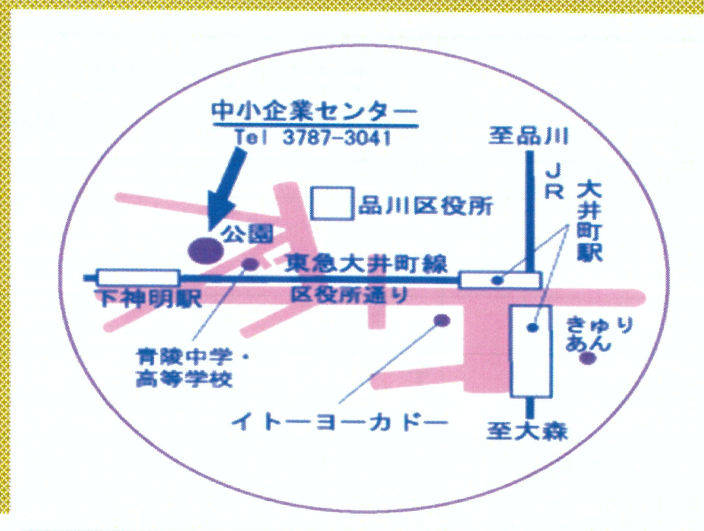 中小企業センター
Tel 3787-3041
至品川
JR
大井町駅
品川区役所
公園
東急大井町線
区役所通り
下神明駅
きゅり
あん
青陵中学・
高等学校
イトーヨーカドー
至大森